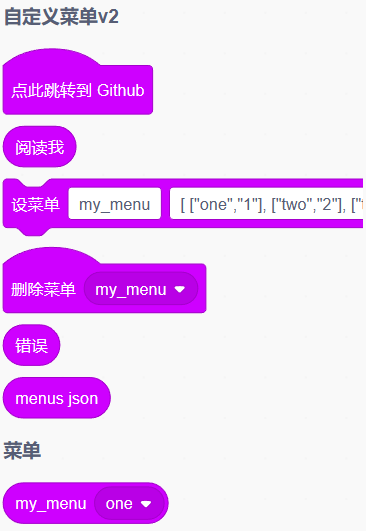 自定义菜单v2
点此跳转到 Github
阅读我
设菜单 my_menu [ ["one","1"], ["two","2"], ["
删除菜单 my_menu
错误
menus json
菜单
my_menu one